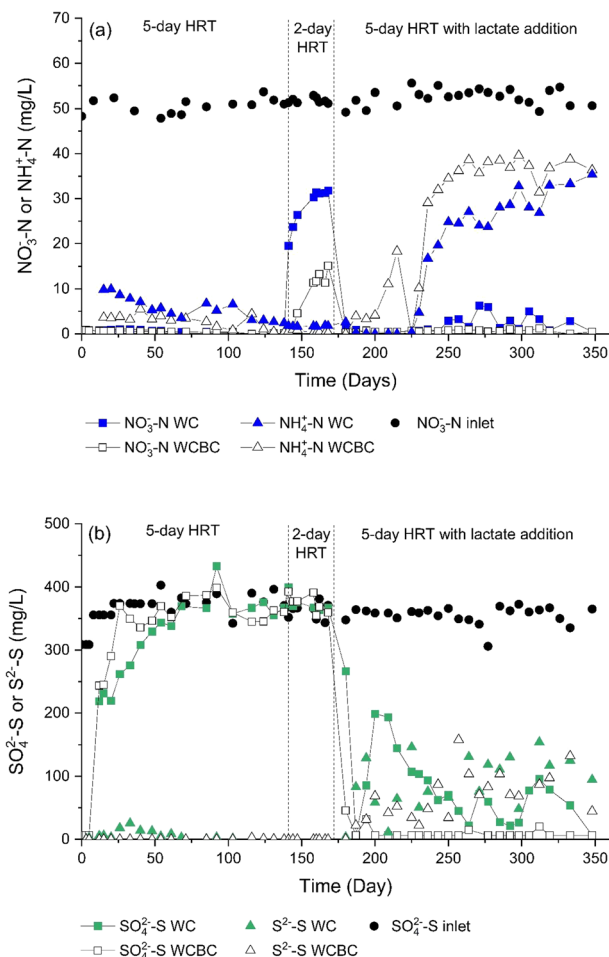 (a)
5-day HRT
2-day
HRT
5-day HRT with lactate addition
NO₃⁻-N or NH₄⁺-N (mg/L)
70
60
50
40
30
20
10
0
0 50 100 150 200 250 300 350
Time (Days)
NO₃⁻-N WC NH₄⁺-N WC NO₃⁻-N inlet
NO₃⁻-N WCBC NH₄⁺-N WCBC
(b)
5-day HRT
2-day
HRT
5-day HRT with lactate addition
SO₄²⁻-S or S²⁻-S (mg/L)
500
400
300
200
100
0
0 50 100 150 200 250 300 350
Time (Day)
SO₄²⁻-S WC S²⁻-S WC SO₄²⁻-S inlet
SO₄²⁻-S WCBC S²⁻-S WCBC